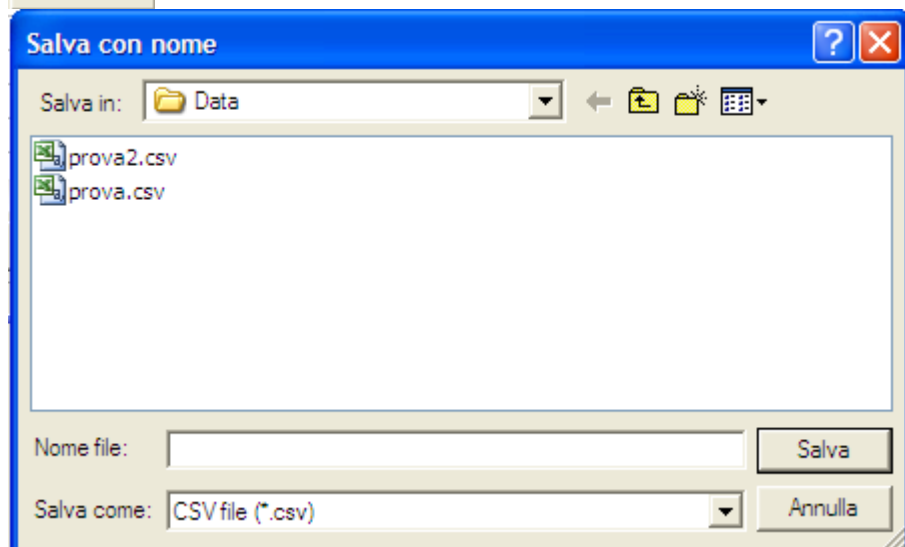 Salva con nome
Salva in: Data
prova2.csv
prova.csv
Nome file: Salva
Salva come: CSV file (*.csv) Annulla